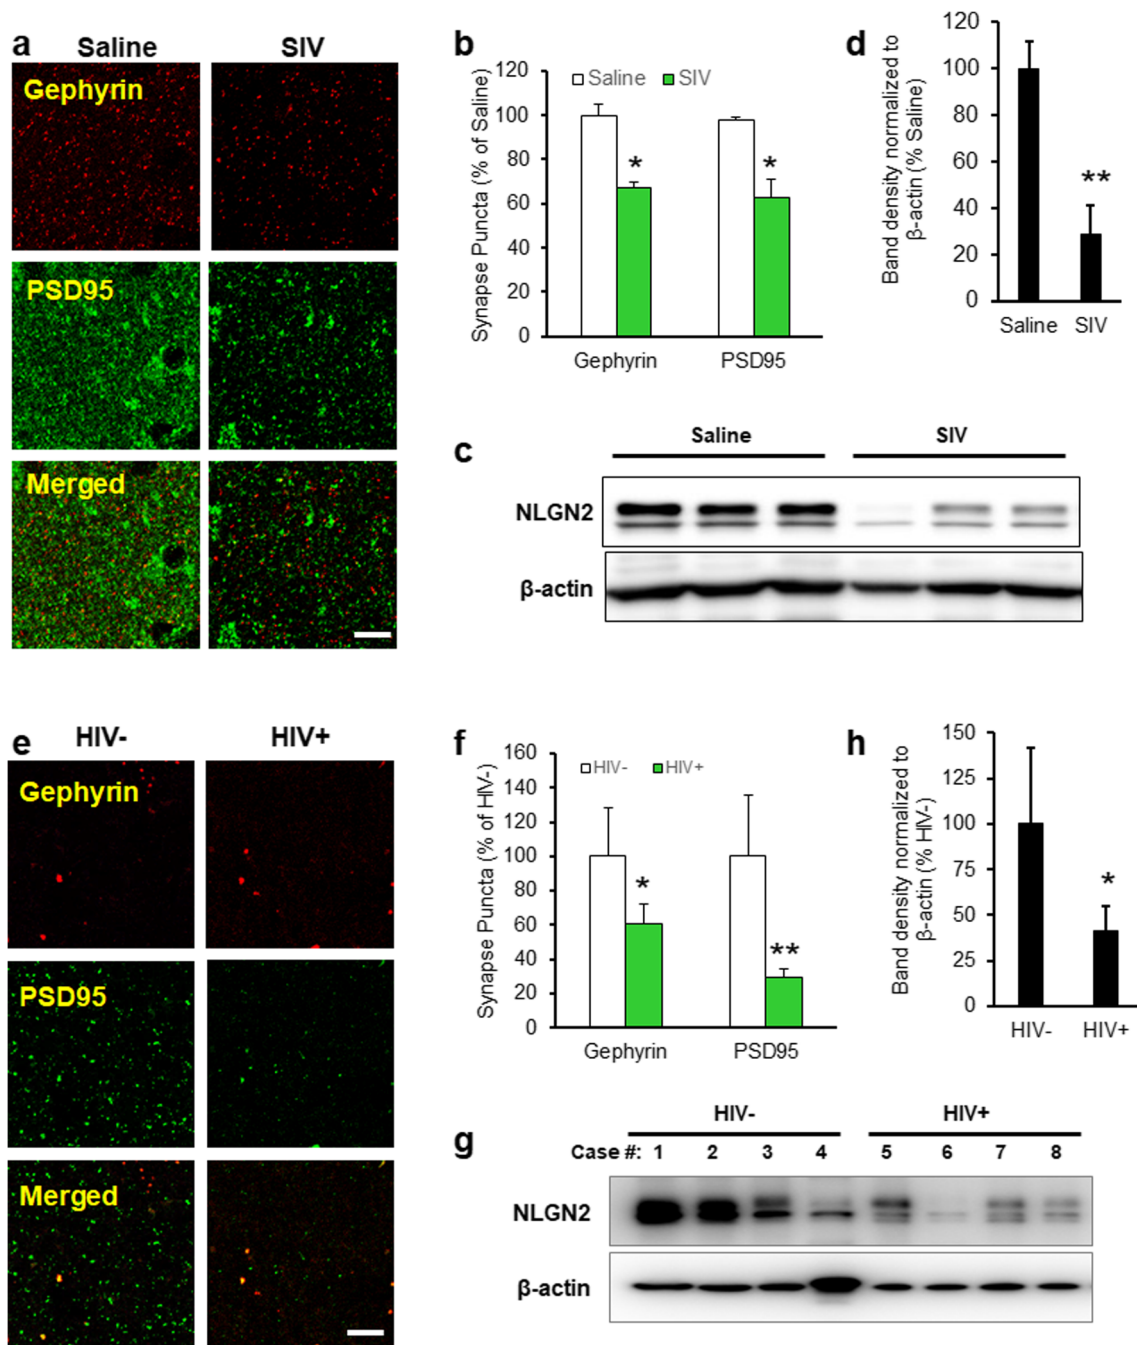 a
Saline
SIV
Gephyrin
PSD95
Merged
b
Synapse Puncta (% of Saline)
120
100
80
60
40
20
0
Saline
SIV
*
*
Gephyrin
PSD95
d
Band density normalized to
β-actin (% Saline)
120
100
80
60
40
20
0
**
Saline
SIV
c
Saline
SIV
NLGN2
β-actin
e
HIV-
HIV+
Gephyrin
PSD95
Merged
f
Synapse Puncta (% of HIV-)
160
140
120
100
80
60
40
20
0
HIV-
HIV+
*
**
Gephyrin
PSD95
h
Band density normalized to
β-actin (% HIV-)
150
125
100
75
50
25
0
*
HIV-
HIV+
g
HIV-
HIV+
Case #: 1 2 3 4 5 6 7 8
NLGN2
β-actin